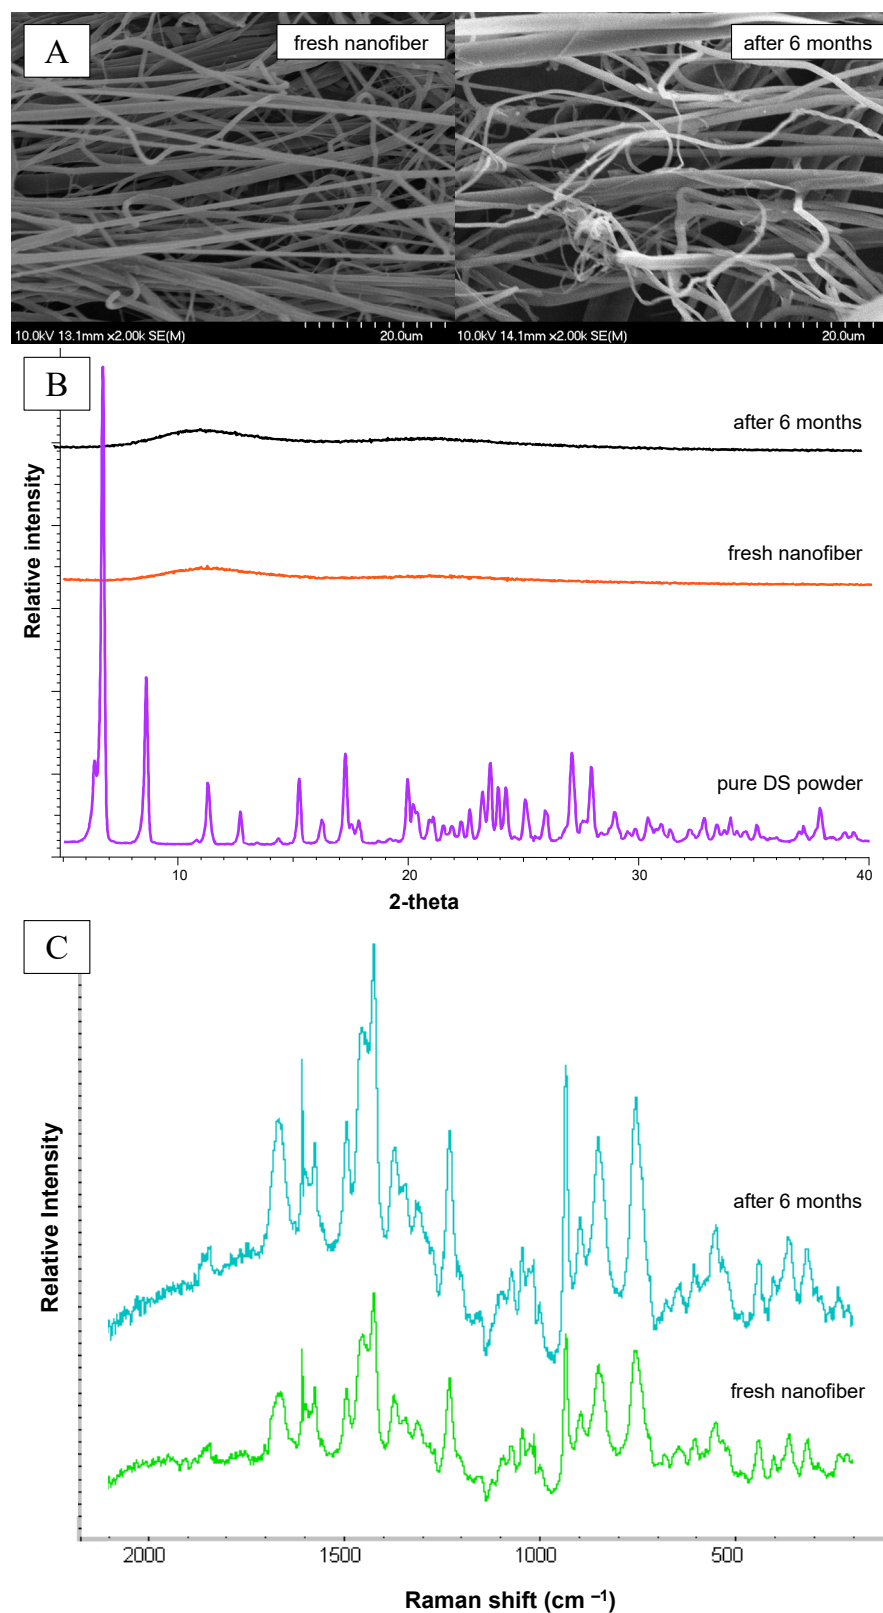 A
fresh nanofiber
after 6 months
10.0kV 13.1mm x2.00k SE(M)
20.0um
10.0kV 14.1mm x2.00k SE(M)
20.0um
B
after 6 months
fresh nanofiber
pure DS powder
Relative intensity
10
20
30
40
2-theta
C
after 6 months
fresh nanofiber
Relative Intensity
2000
1500
1000
500
Raman shift (cm ⁻¹)